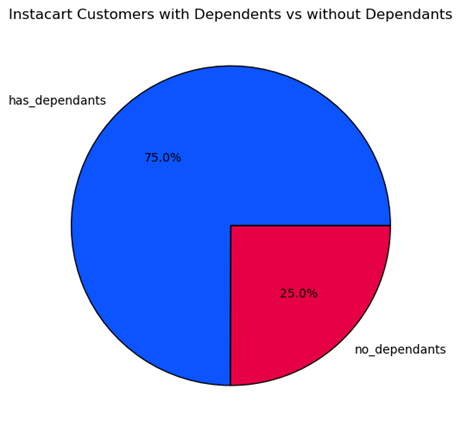 Instacart Customers with Dependents vs without Dependants
has_dependants
75.0%
25.0%
no_dependants